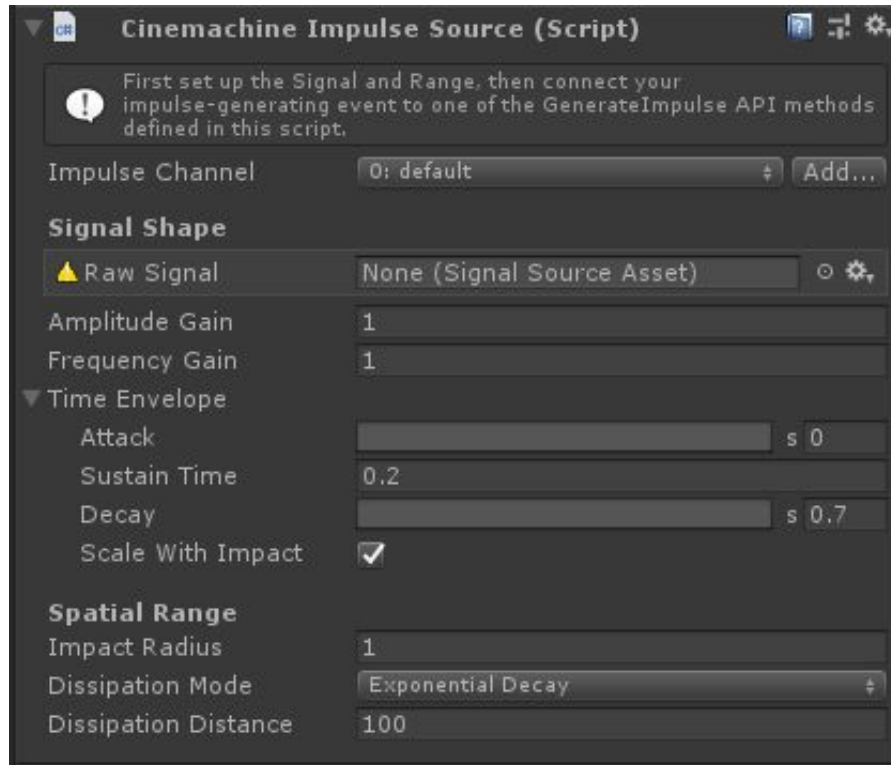 c#
Cinemachine Impulse Source (Script)
?
!
First set up the Signal and Range, then connect your
impulse-generating event to one of the GenerateImpulse API methods
defined in this script.
Impulse Channel 0: default Add...
Signal Shape
Raw Signal None (Signal Source Asset)
Amplitude Gain 1
Frequency Gain 1
Time Envelope
Attack s 0
Sustain Time 0.2
Decay s 0.7
Scale With Impact
Spatial Range
Impact Radius 1
Dissipation Mode Exponential Decay
Dissipation Distance 100